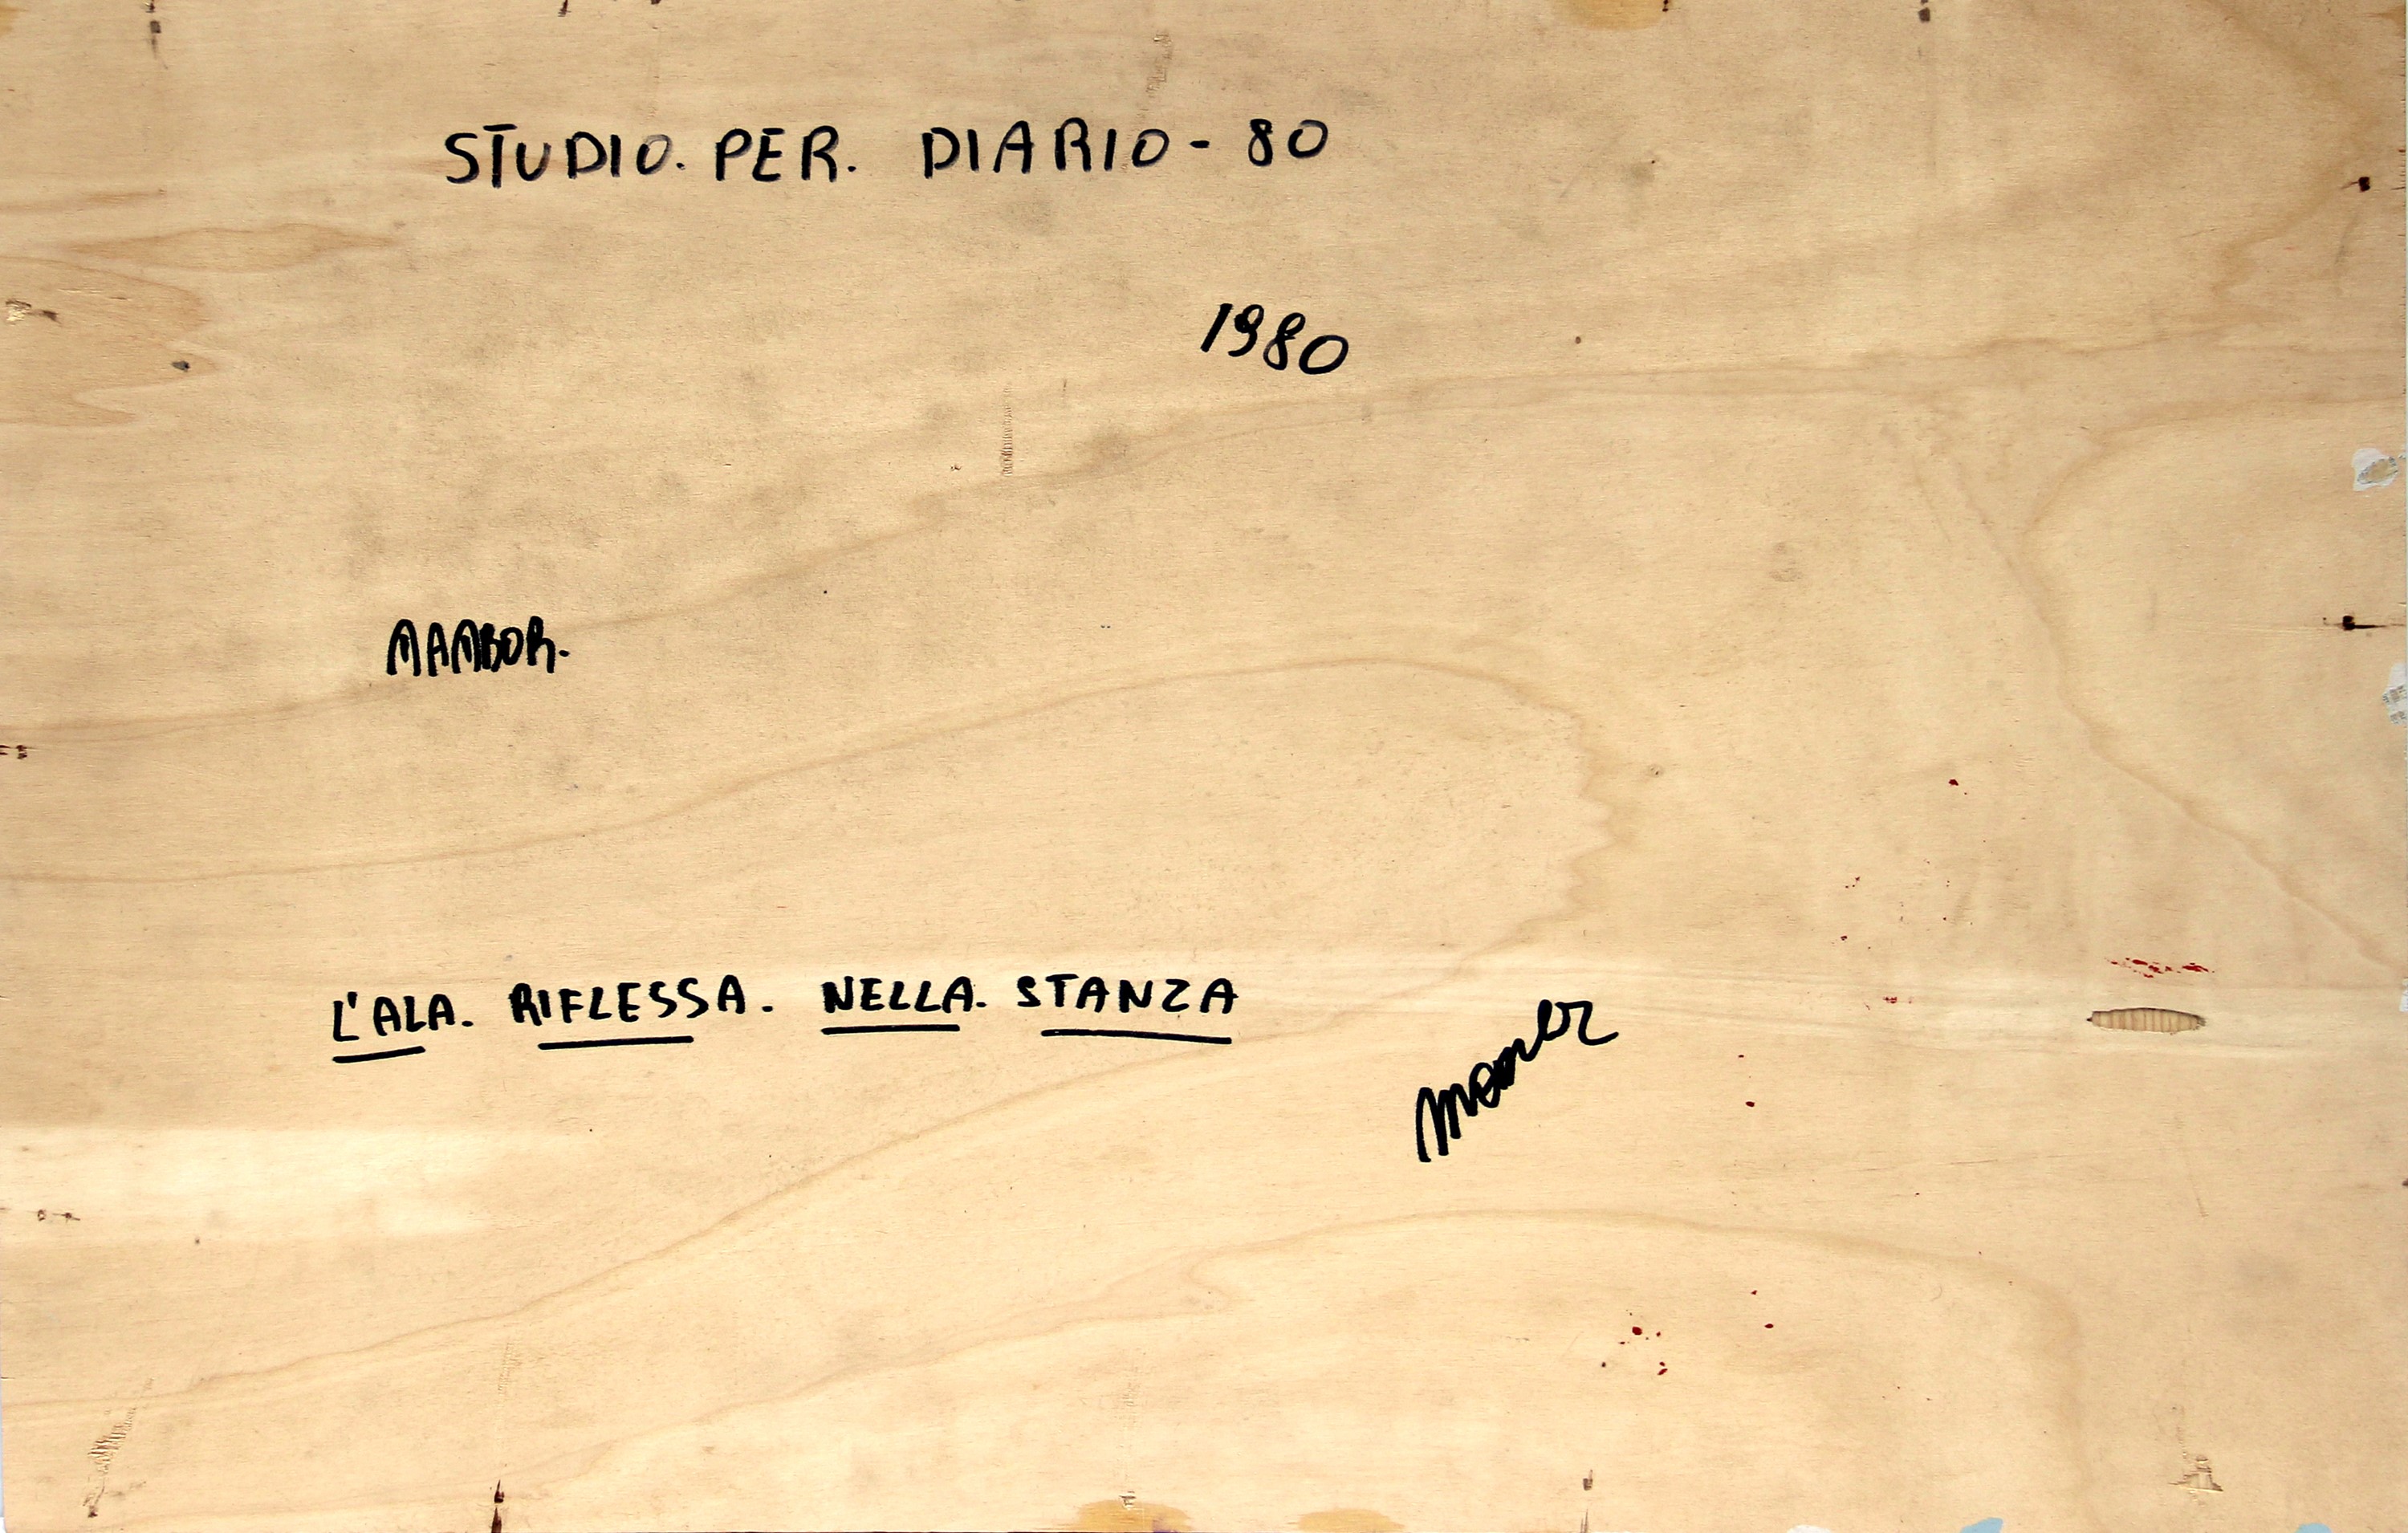 STUDIO. PER. DIARIO - 80
1980
MAMBOR.
L'ALA. RIFLESSA. NELLA. STANZA